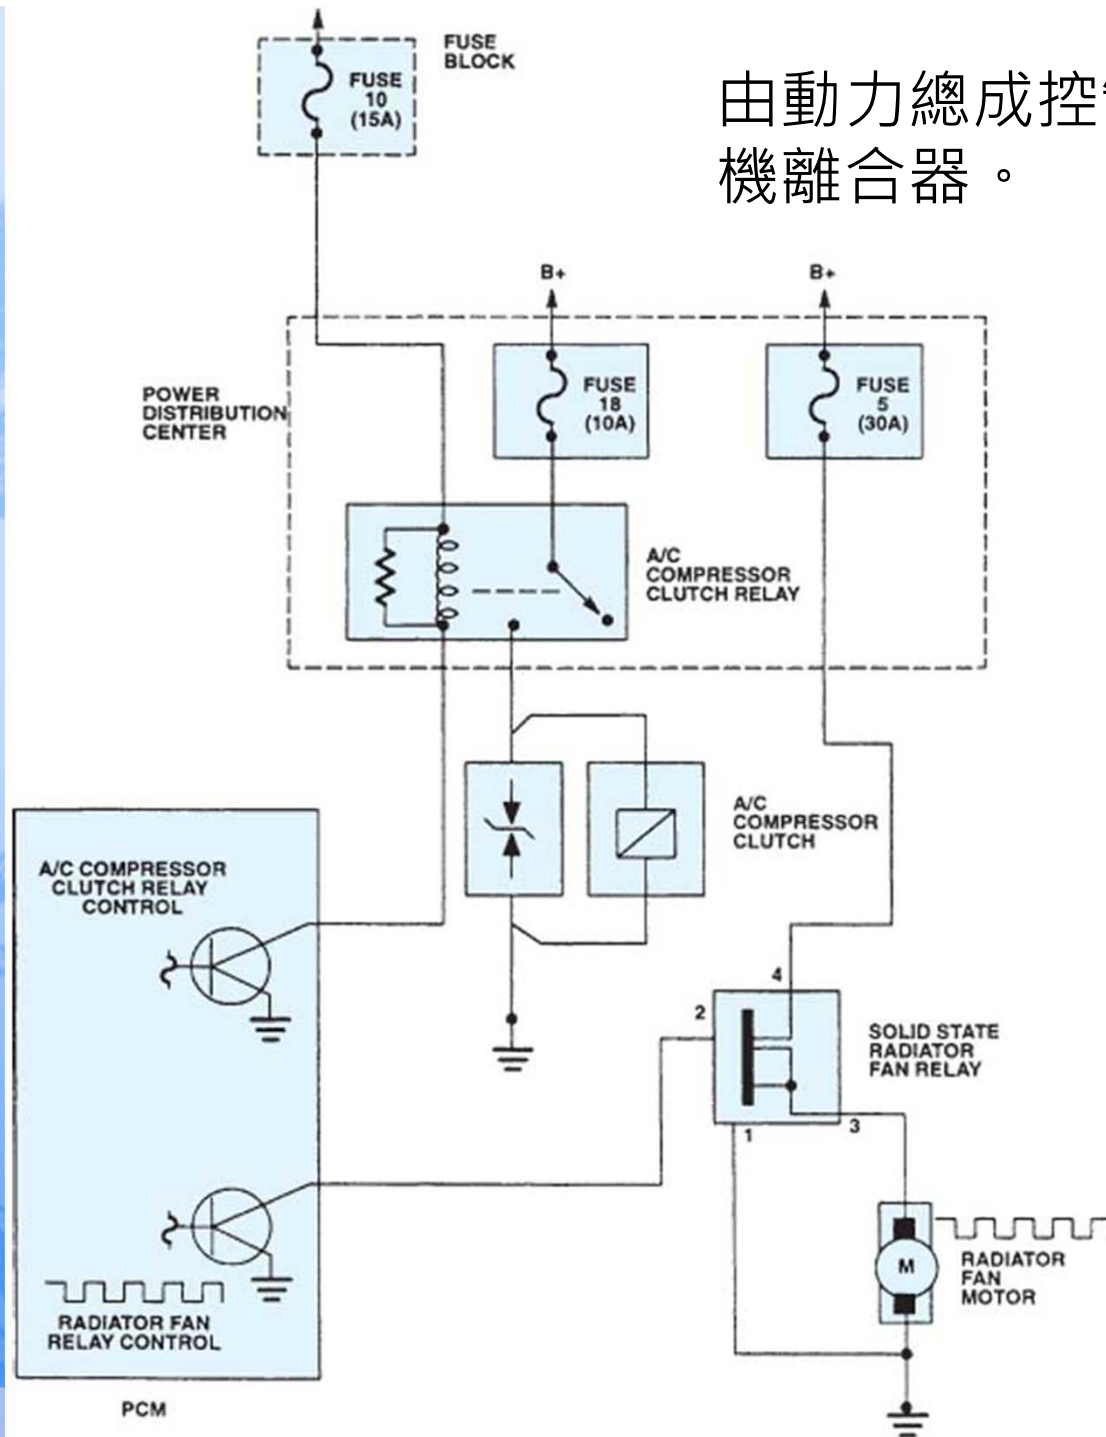 FUSE
BLOCK
FUSE
10
(15A)
由動力總成控
機離合器。
B+
B+
POWER
DISTRIBUTION
CENTER
FUSE
18
(10A)
FUSE
5
(30A)
A/C
COMPRESSOR
CLUTCH RELAY
A/C
COMPRESSOR
CLUTCH
A/C COMPRESSOR
CLUTCH RELAY
CONTROL
4
2
SOLID STATE
RADIATOR
FAN RELAY
1
3
M
RADIATOR
FAN
MOTOR
RADIATOR FAN
RELAY CONTROL
PCM